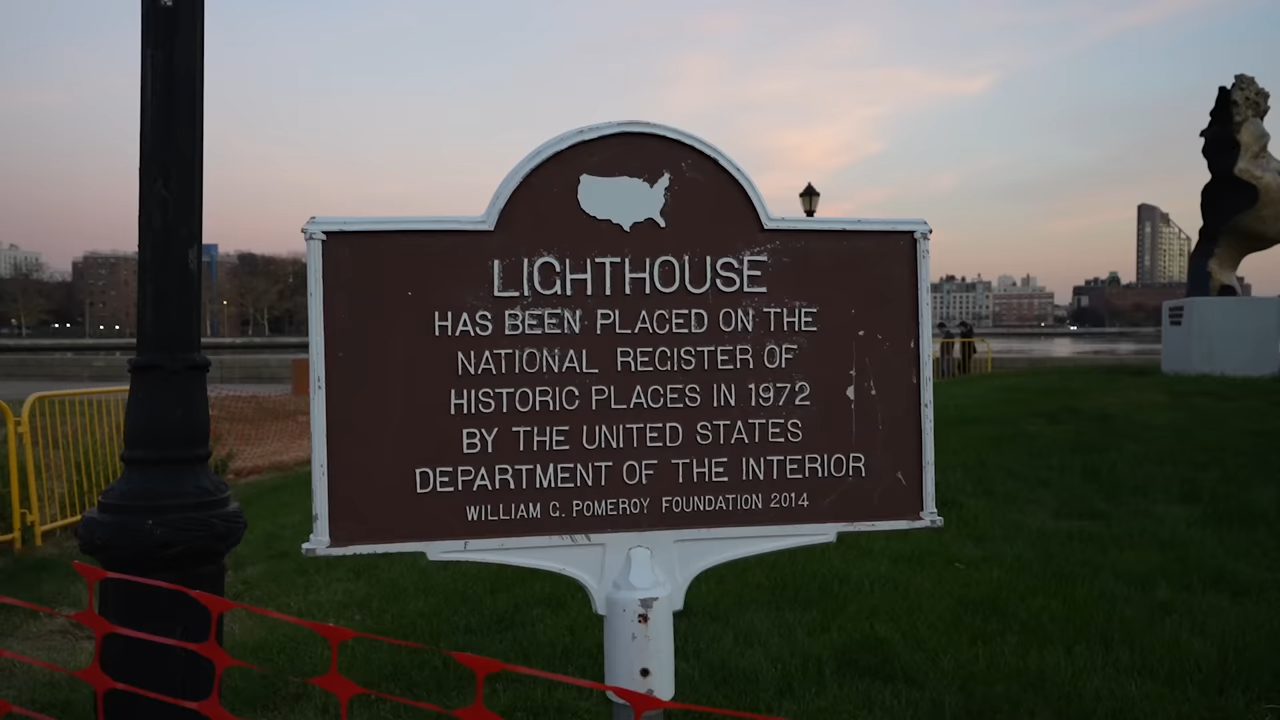 LIGHTHOUSE
HAS BEEN PLACED ON THE
NATIONAL REGISTER OF
HISTORIC PLACES IN 1972
BY THE UNITED STATES
DEPARTMENT OF THE INTERIOR
WILLIAM G. POMEROY FOUNDATION 2014